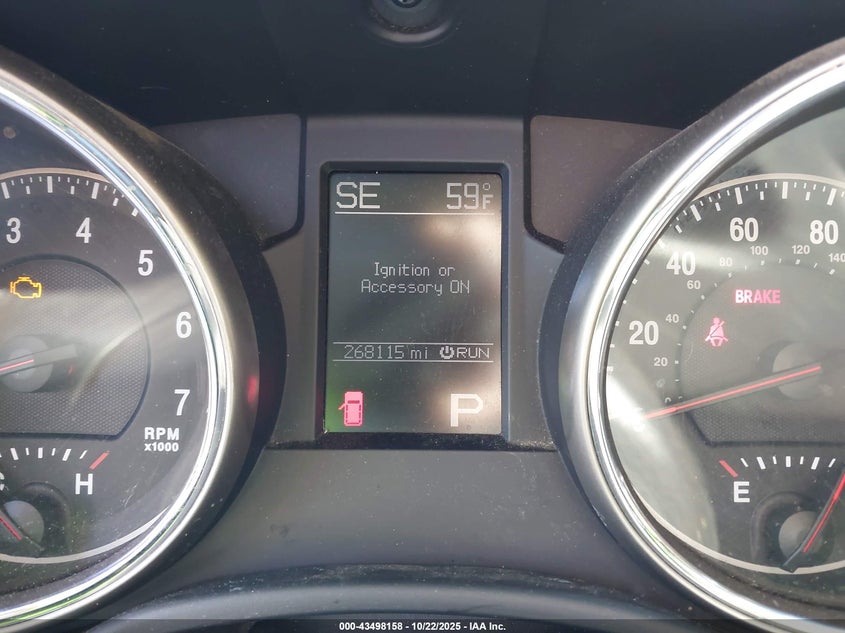 SE 59°F
Ignition or
Accessory ON
268115 mi RUN
P
3 4 5 6 7
RPM
x1000
C H
20 40 60 80
20 40 60 80 100 120 140
BRAKE
E
000-43498158 - 10/22/2025 - IAA Inc.